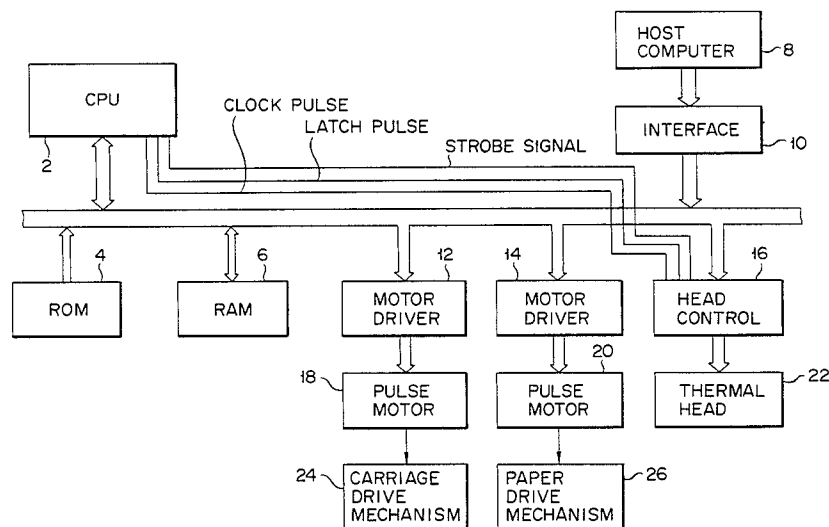 HOST
COMPUTER
8
CPU
2
CLOCK PULSE
LATCH PULSE
STROBE SIGNAL
INTERFACE
10
4
ROM
6
RAM
12
MOTOR
DRIVER
14
MOTOR
DRIVER
16
HEAD
CONTROL
18
PULSE
MOTOR
20
PULSE
MOTOR
22
THERMAL
HEAD
24
CARRIAGE
DRIVE
MECHANISM
PAPER
DRIVE
MECHANISM
26